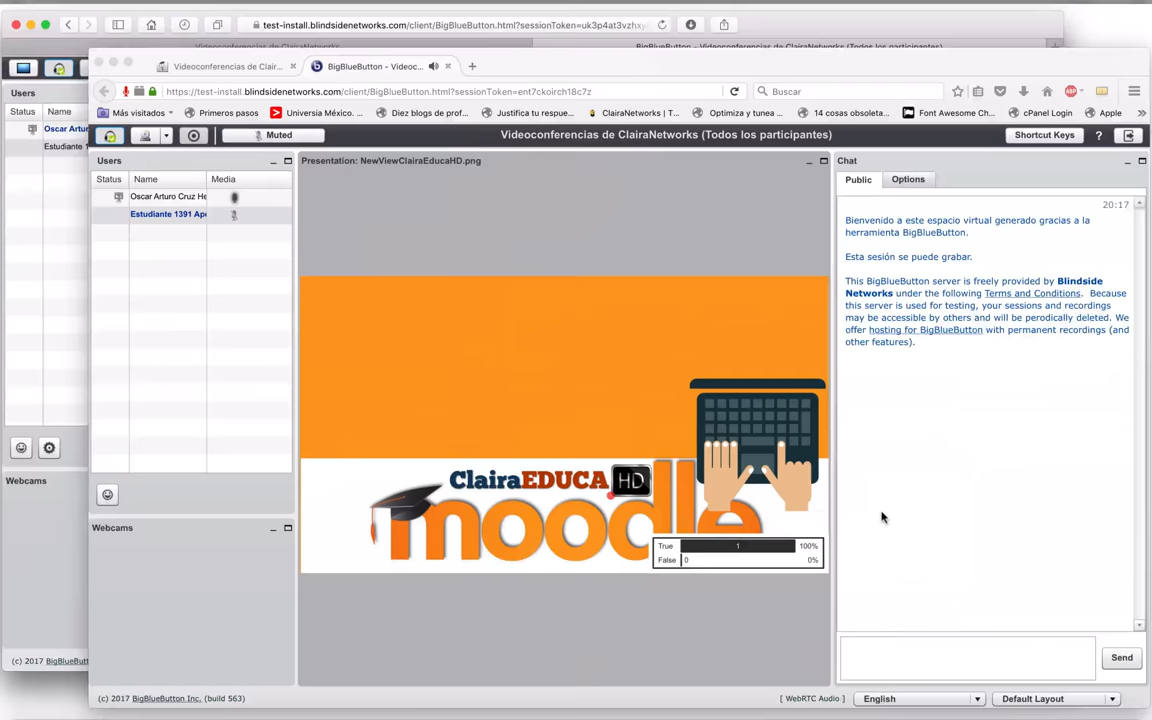 test-install.blindsidenetworks.com/client/BigBlueButton.html?sessionToken=uk3p4at3vzhx
Videoconferencias de ClairaNetworks
BigBlueButton - Videoconferencias de ClairaNetworks (Todos los participantes)
Users
Status Name
Oscar Artur
Estudiante 1
Webcams
(c) 2017 BigBlueButt
Videoconferencias de Clair...
BigBlueButton - Videoc...
https://test-install.blindsidenetworks.com/client/BigBlueButton.html?sessionToken=ent7ckoirch18c7z
Buscar
Más visitados
Primeros pasos
Universia México. ...
Diez blogs de prof...
Justifica tu respue...
ClairaNetworks | T...
Optimiza y tunea ...
14 cosas obsoleta...
Font Awesome Ch...
cPanel Login
Apple
Muted
Videoconferencias de ClairaNetworks (Todos los participantes)
Shortcut Keys
?
Users
Status Name Media
Oscar Arturo Cruz He
Estudiante 1391 Ape
Webcams
Presentation: NewViewClairaEducaHD.png
ClairaEDUCA HD
moodle
True 1 100%
False 0 0%
Chat
Public Options
20:17
Bienvenido a este espacio virtual generado gracias a la
herramienta BigBlueButton.
Esta sesión se puede grabar.
This BigBlueButton server is freely provided by Blindside
Networks under the following Terms and Conditions. Because
this server is used for testing, your sessions and recordings
may be accessible by others and will be perodically deleted. We
offer hosting for BigBlueButton with permanent recordings (and
other features).
Send
(c) 2017 BigBlueButton Inc. (build 563)
[ WebRTC Audio ]
English
Default Layout